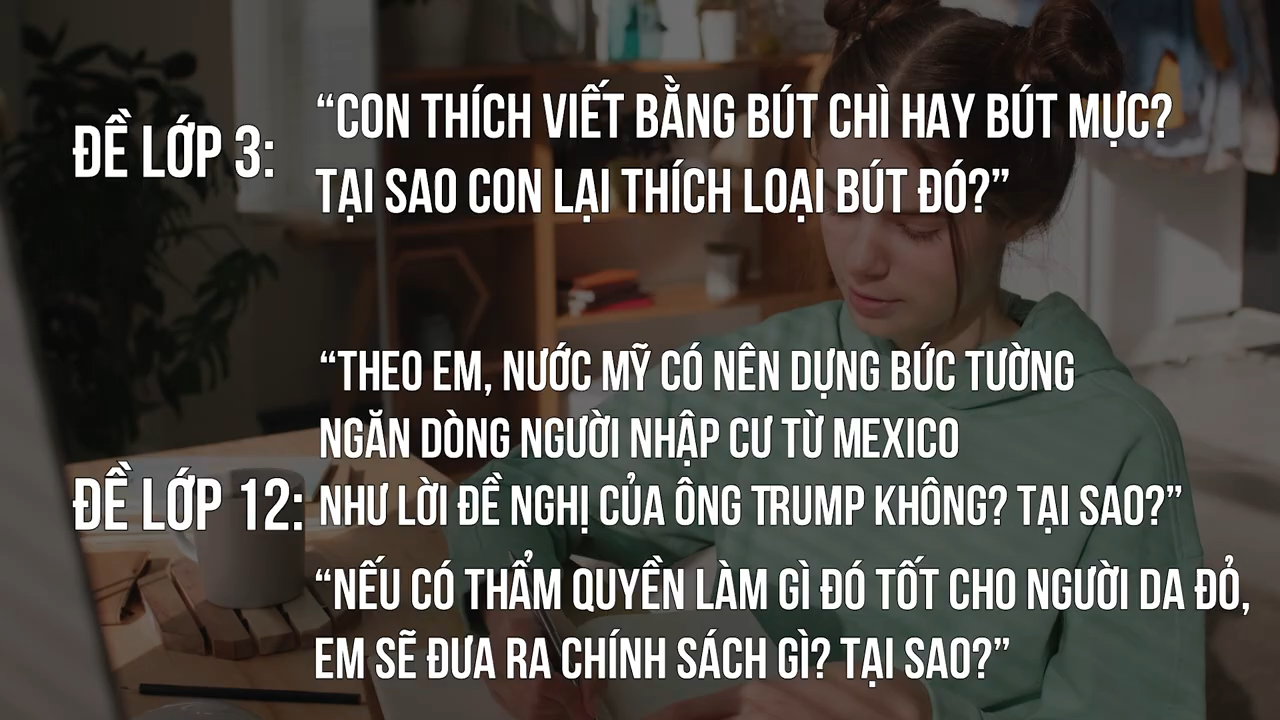 ĐỀ LỚP 3:
“CON THÍCH VIẾT BẰNG BÚT CHÌ HAY BÚT MỰC?
TẠI SAO CON LẠI THÍCH LOẠI BÚT ĐÓ?”
ĐỀ LỚP 12:
“THEO EM, NƯỚC MỸ CÓ NÊN DỰNG BỨC TƯỜNG
NGĂN DÒNG NGƯỜI NHẬP CƯ TỪ MEXICO
NHƯ LỜI ĐỀ NGHỊ CỦA ÔNG TRUMP KHÔNG? TẠI SAO?”
“NẾU CÓ THẨM QUYỀN LÀM GÌ ĐÓ TỐT CHO NGƯỜI DA ĐỎ,
EM SẼ ĐƯA RA CHÍNH SÁCH GÌ? TẠI SAO?”